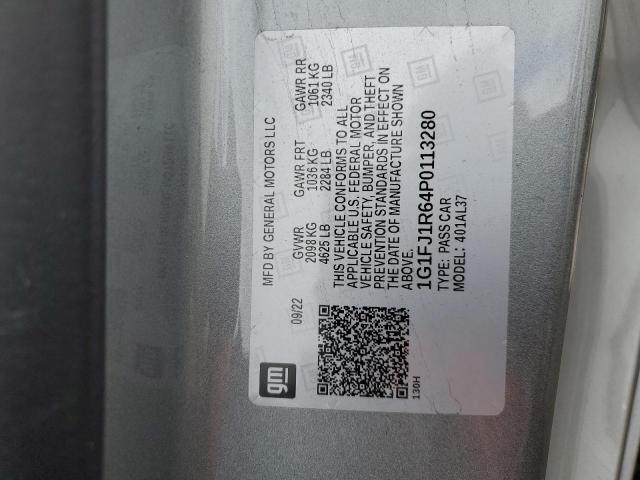 gm
MFD BY GENERAL MOTORS LLC
09/22
GVWR GAWR FRT GAWR RR
2098 KG 1036 KG 1061 KG
4625 LB 2284 LB 2340 LB
THIS VEHICLE CONFORMS TO ALL
APPLICABLE U.S. FEDERAL MOTOR
VEHICLE SAFETY, BUMPER, AND THEFT
PREVENTION STANDARDS IN EFFECT ON
THE DATE OF MANUFACTURE SHOWN
ABOVE.
1G1FJ1R64P0113280
TYPE: PASS CAR
MODEL: 401AL37
130H